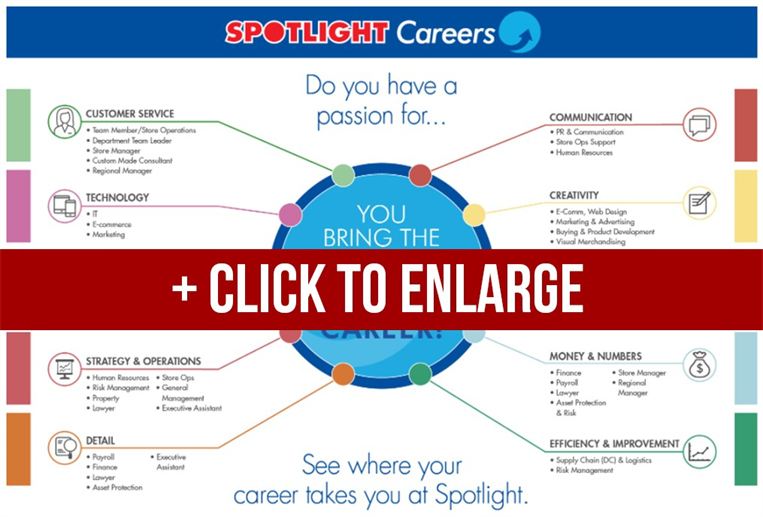 SPOTLIGHT Careers
Do you have a
passion for...
CUSTOMER SERVICE
• Team Member/Store Operations
• Department Team Leader
• Store Manager
• Custom Made Consultant
• Regional Manager
COMMUNICATION
• PR & Communication
• Store Ops Support
• Human Resources
TECHNOLOGY
• IT
• E-commerce
• Marketing
CREATIVITY
• E-Comm, Web Design
• Marketing & Advertising
• Buying & Product Development
• Visual Merchandising
YOU
BRING THE
+ CLICK TO ENLARGE
CAREER!
STRATEGY & OPERATIONS
• Human Resources
• Risk Management
• Property
• Lawyer
• Store Ops
• General
Management
• Executive Assistant
MONEY & NUMBERS
• Finance
• Payroll
• Lawyer
• Asset Protection
& Risk
• Store Manager
• Regional
Manager
$
DETAIL
• Payroll
• Finance
• Lawyer
• Asset Protection
• Executive
Assistant
EFFICIENCY & IMPROVEMENT
• Supply Chain (DC) & Logistics
• Risk Management
See where your
career takes you at Spotlight.